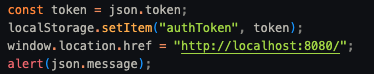 const token = json.token;
localStorage.setItem("authToken", token);
window.location.href = "http://localhost:8080/";
alert(json.message);